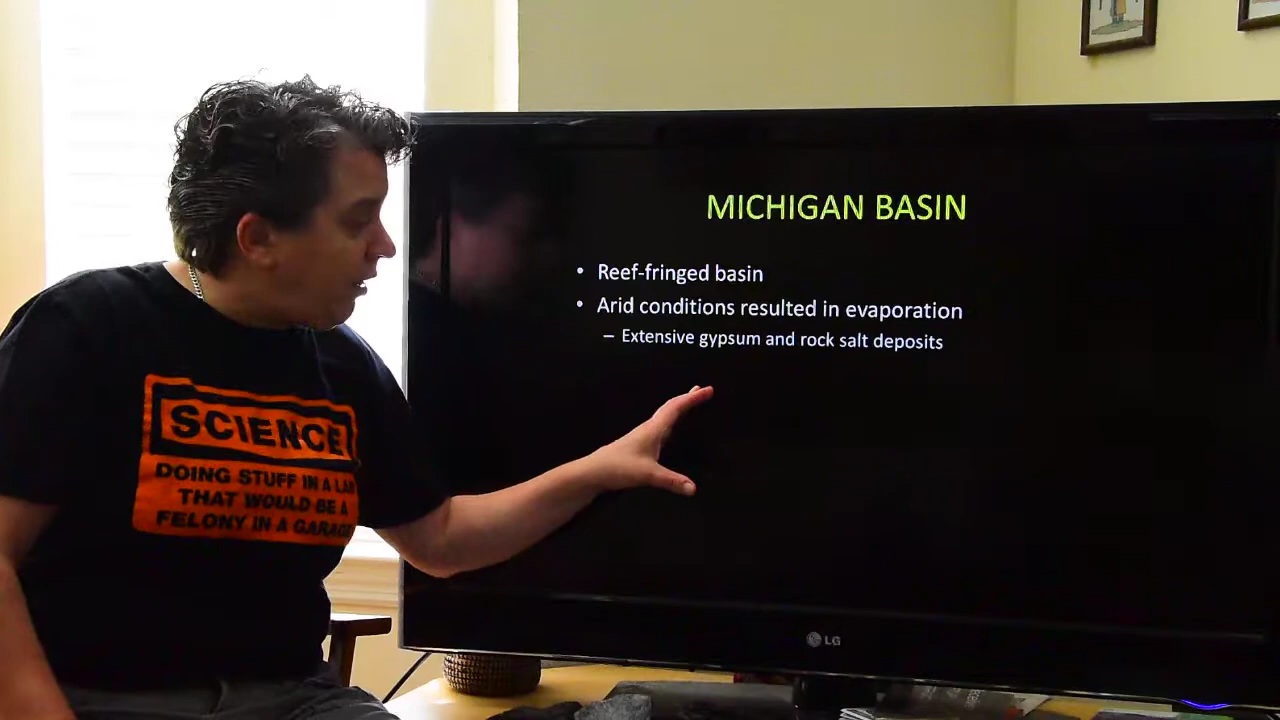 MICHIGAN BASIN
• Reef-fringed basin
• Arid conditions resulted in evaporation
– Extensive gypsum and rock salt deposits
SCIENCE
DOING STUFF IN A LAB
THAT WOULD BE A
FELONY IN A GARAGE
LG